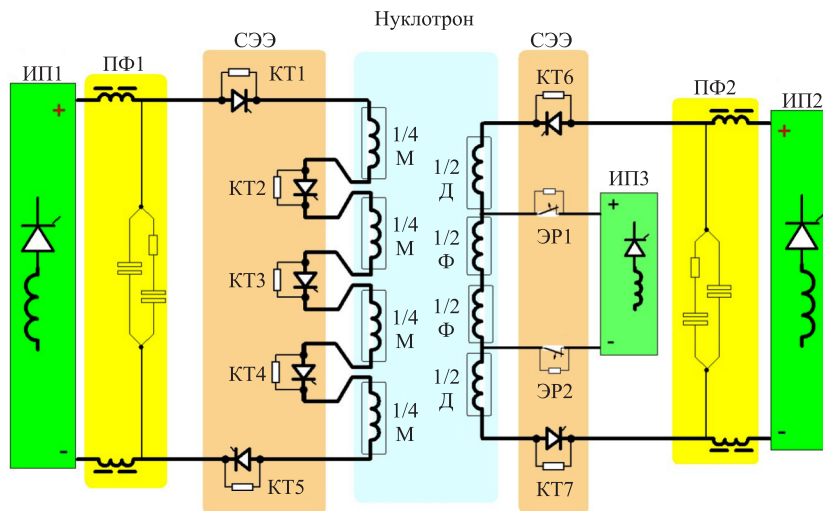 Нуклотрон
СЭЭ
СЭЭ
ИП1
ПФ1
КТ1
КТ6
ПФ2
ИП2
+
+
1/4
М
1/2
Д
КТ2
ИП3
+
ЭР1
1/4
М
1/2
Ф
КТ3
1/4
М
1/2
Ф
-
КТ4
ЭР2
1/4
М
1/2
Д
-
-
КТ5
КТ7